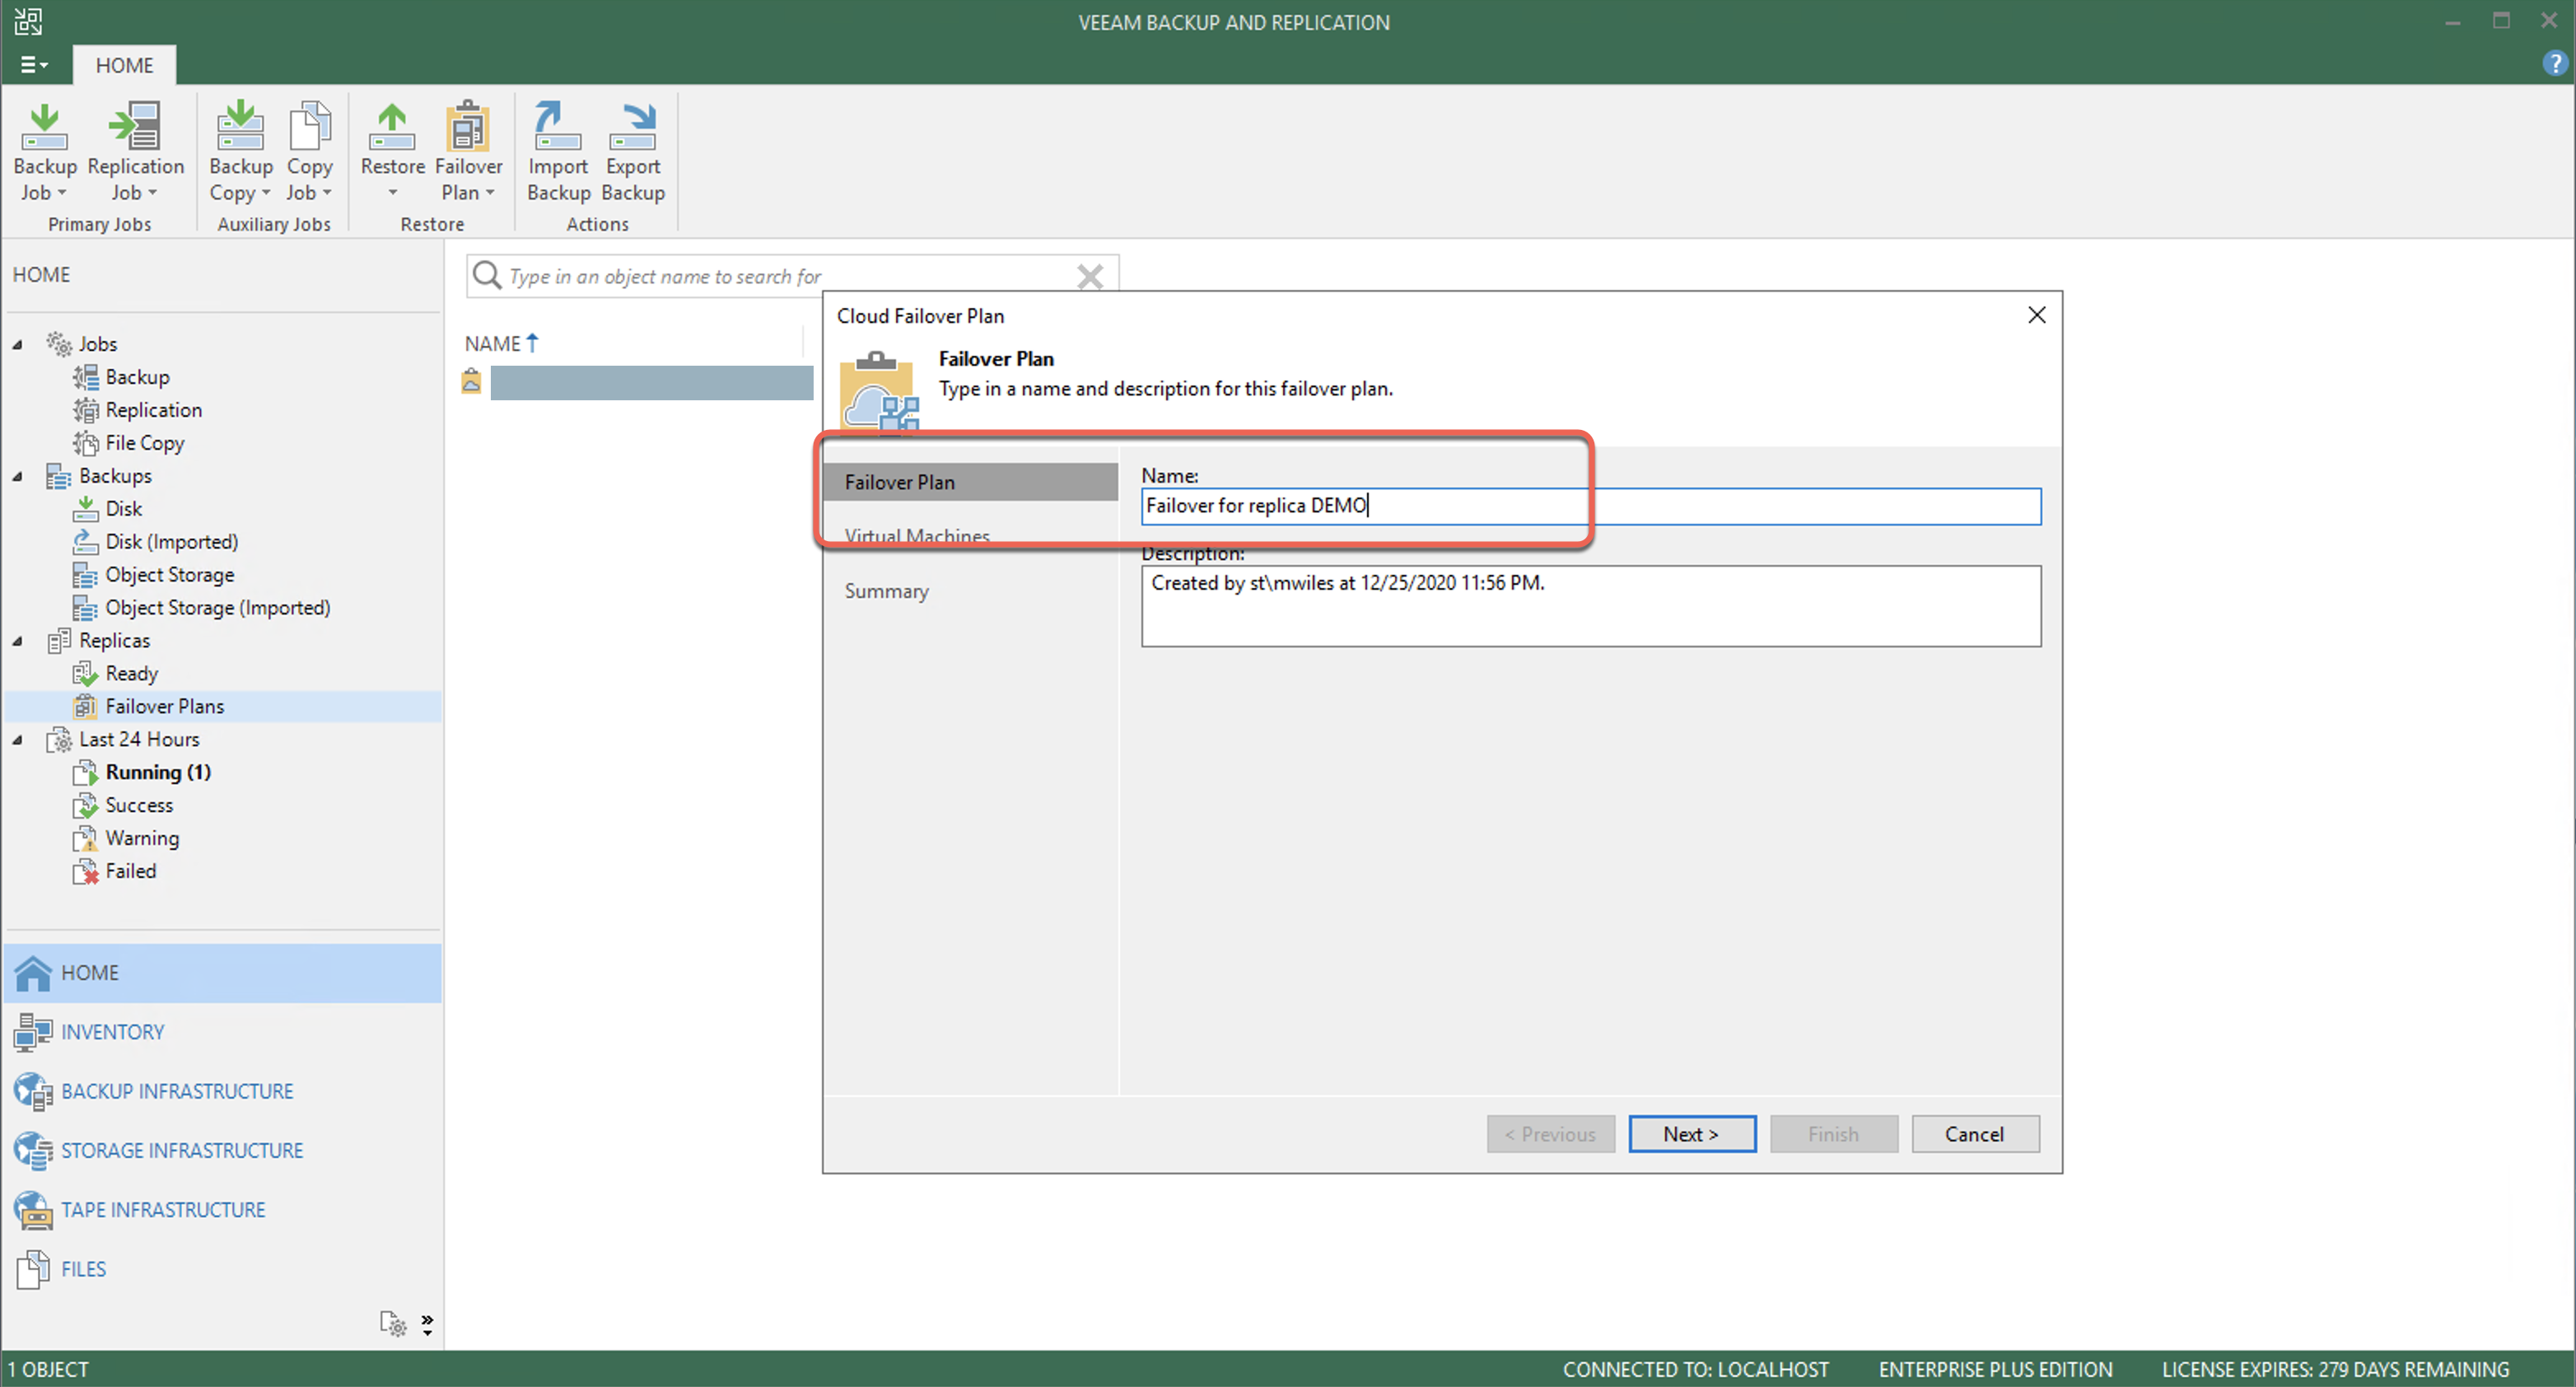 VEEAM BACKUP AND REPLICATION
HOME
?
Backup Job
Replication Job
Backup Copy
Copy Job
Restore
Failover Plan
Import Backup
Export Backup
Primary Jobs
Auxiliary Jobs
Restore
Actions
HOME
Jobs
Backup
Replication
File Copy
Backups
Disk
Disk (Imported)
Object Storage
Object Storage (Imported)
Replicas
Ready
Failover Plans
Last 24 Hours
Running (1)
Success
Warning
Failed
HOME
INVENTORY
BACKUP INFRASTRUCTURE
STORAGE INFRASTRUCTURE
TAPE INFRASTRUCTURE
FILES
Type in an object name to search for
NAME
Cloud Failover Plan
Failover Plan
Type in a name and description for this failover plan.
Failover Plan
Virtual Machines
Summary
Name:
Failover for replica DEMO
Description:
Created by st\mwiles at 12/25/2020 11:56 PM.
< Previous
Next >
Finish
Cancel
1 OBJECT
CONNECTED TO: LOCALHOST
ENTERPRISE PLUS EDITION
LICENSE EXPIRES: 279 DAYS REMAINING